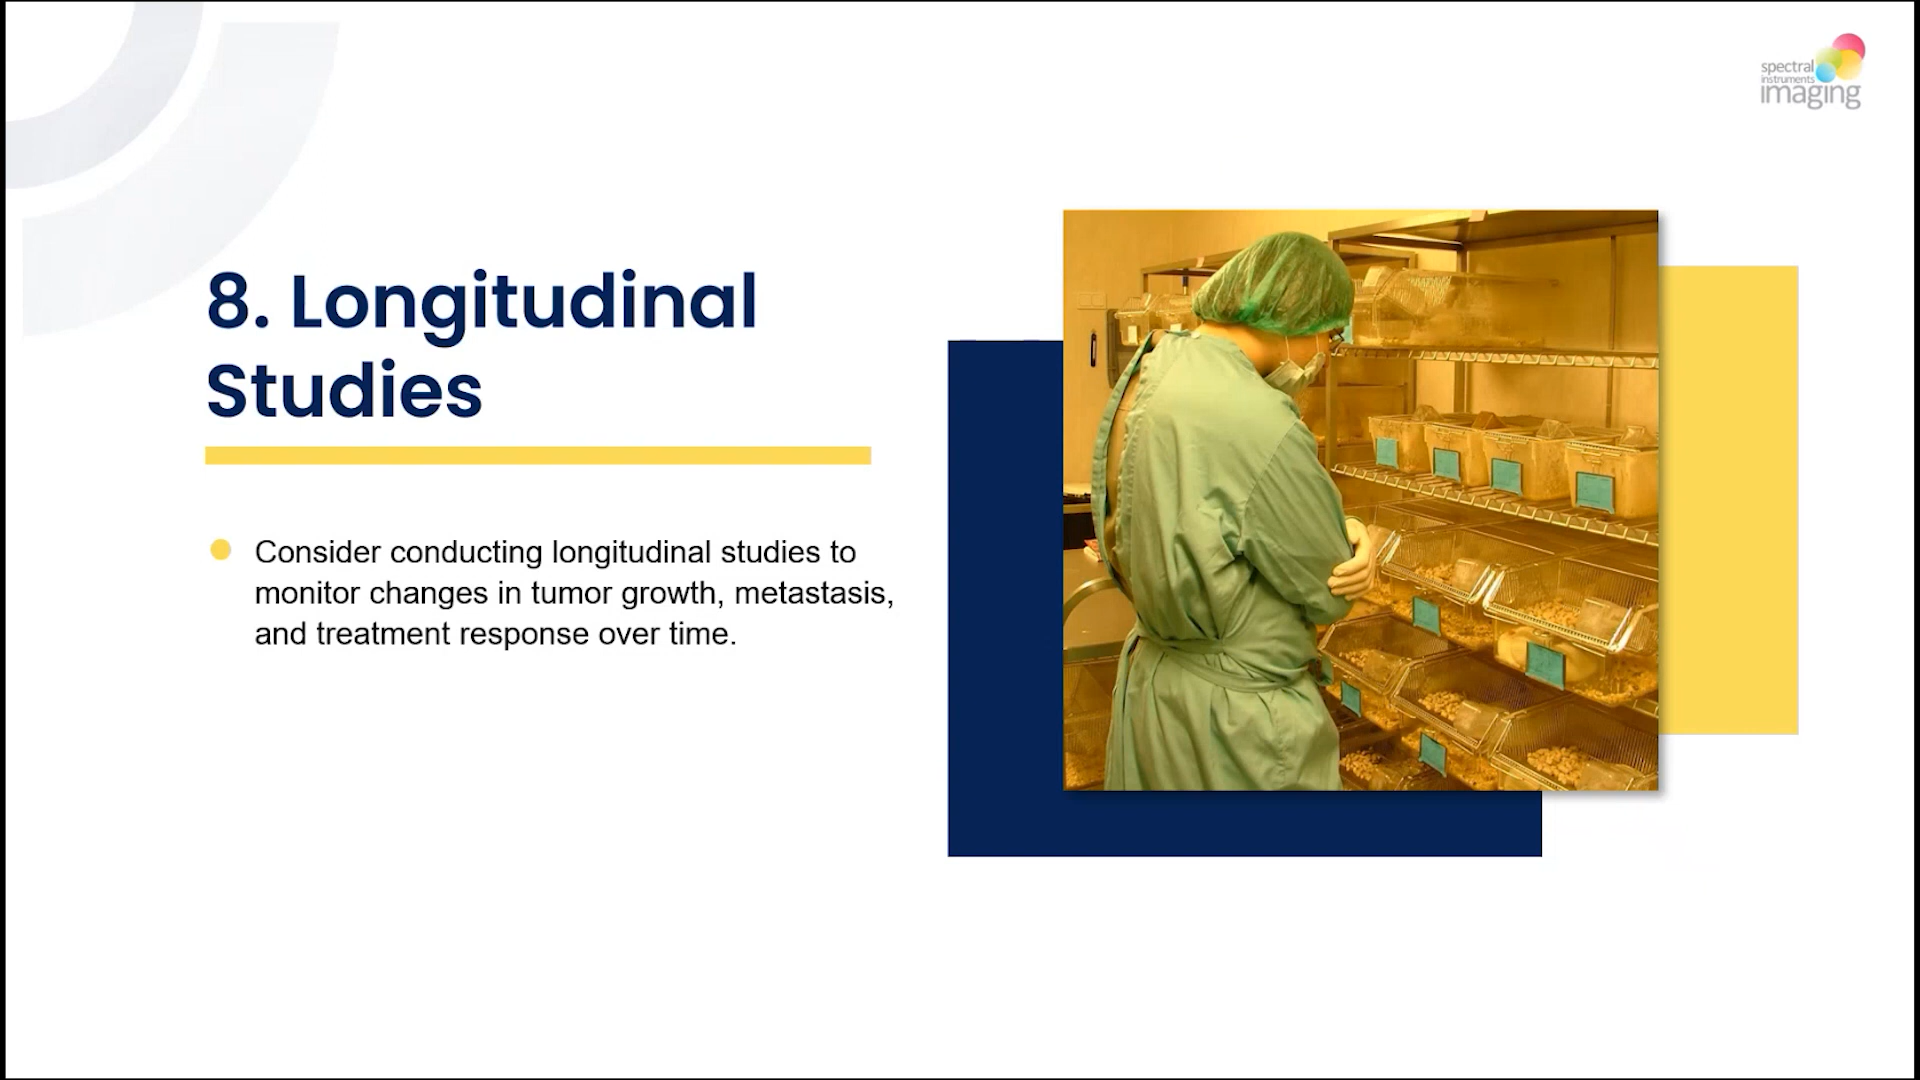 spectral
instruments
imaging
8. Longitudinal
Studies
Consider conducting longitudinal studies to
monitor changes in tumor growth, metastasis,
and treatment response over time.